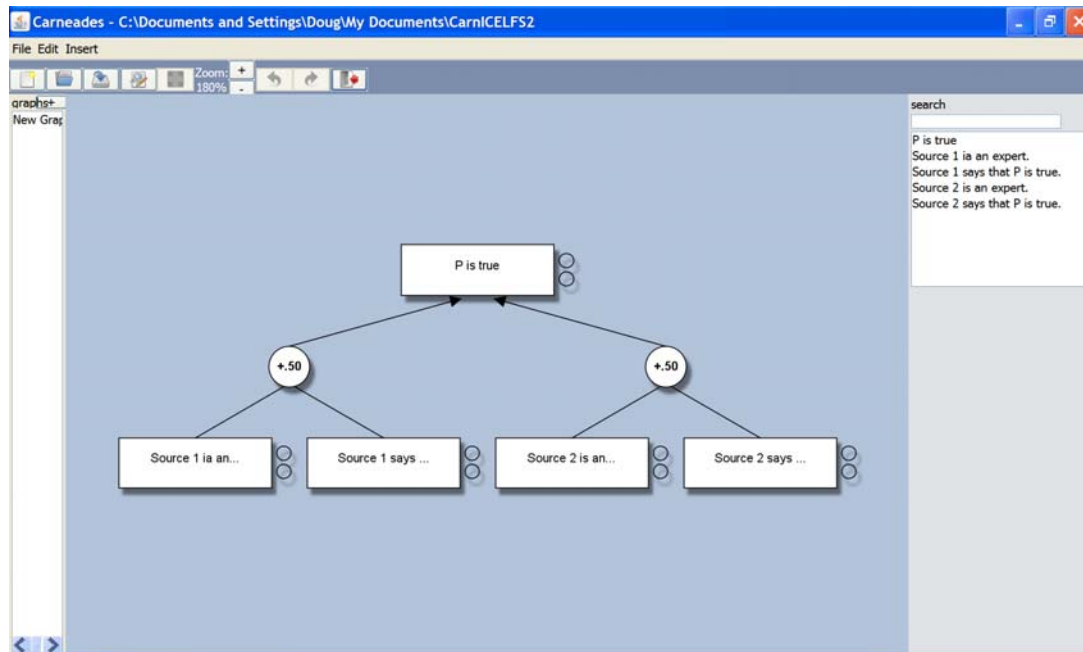 Carneades - C:\Documents and Settings\Doug\My Documents\CarnICELFS2
File Edit Insert
Zoom: +
180% -
graphs+
New Grap
search
P is true
Source 1 ia an expert.
Source 1 says that P is true.
Source 2 is an expert.
Source 2 says that P is true.
P is true
+.50 +.50
Source 1 ia an... Source 1 says ... Source 2 is an... Source 2 says ...